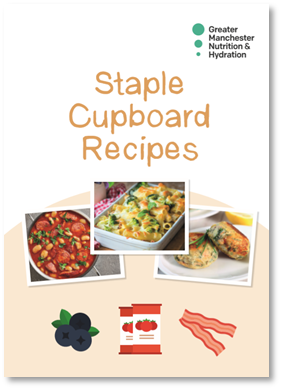 Greater
Manchester
Nutrition &
Hydration
Staple
Cupboard
Recipes